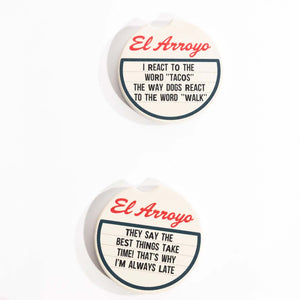 El Arroyo
I REACT TO THE
WORD "TACOS"
THE WAY DOGS REACT
TO THE WORD "WALK"
El Arroyo
THEY SAY THE
BEST THINGS TAKE
TIME! THAT'S WHY
I'M ALWAYS LATE